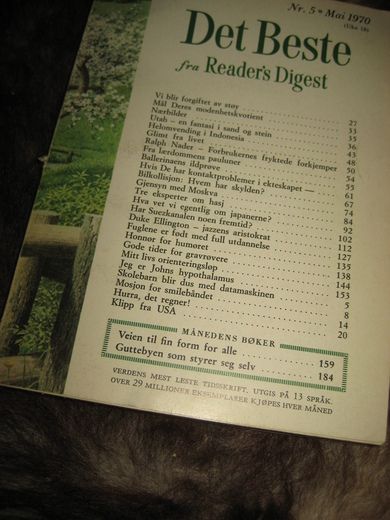 Nr. 5 • Mai 1970
(Uke 18)
Det Beste
fra Reader's Digest
Vi blir forgiftet av støy 27
Mål Deres modenhetskvotient 33
Nærbilder 35
Utah – en fantasi i sand og stein 36
Helomvending i Indonesia 43
Glimt fra livet 48
Ralph Nader – Forbrukernes fryktede forkjemper 50
Fra lærdommens pauluner 54
Ballerinaens ildprøve 55
Hvis De har kontaktproblemer i ekteskapet — 61
Bilkollisjon: Hvem har skylden? 67
Gjensyn med Moskva 74
Tre eksperter om hasj 84
Hva vet vi egentlig om japanerne? 92
Har Suezkanalen noen fremtid? 102
Duke Ellington – jazzens aristokrat 112
Fuglene er født med full utdannelse 127
Honnør for humøret 135
Gode tider for gravrovere 138
Mitt livs orienteringsløp 144
Jeg er Johns hypothalamus 153
Skolebarn blir dus med datamaskinen 5
Mosjon for smilebåndet 8
Hurra, det regner! 14
Klipp fra USA 20
MÅNEDENS BØKER
Veien til fin form for alle 159
Guttebyen som styrer seg selv 184
VERDENS MEST LESTE TIDSSKRIFT, UTGIS PÅ 13 SPRÅK.
OVER 29 MILLIONER EKSEMPLARER KJØPES HVER MÅNED